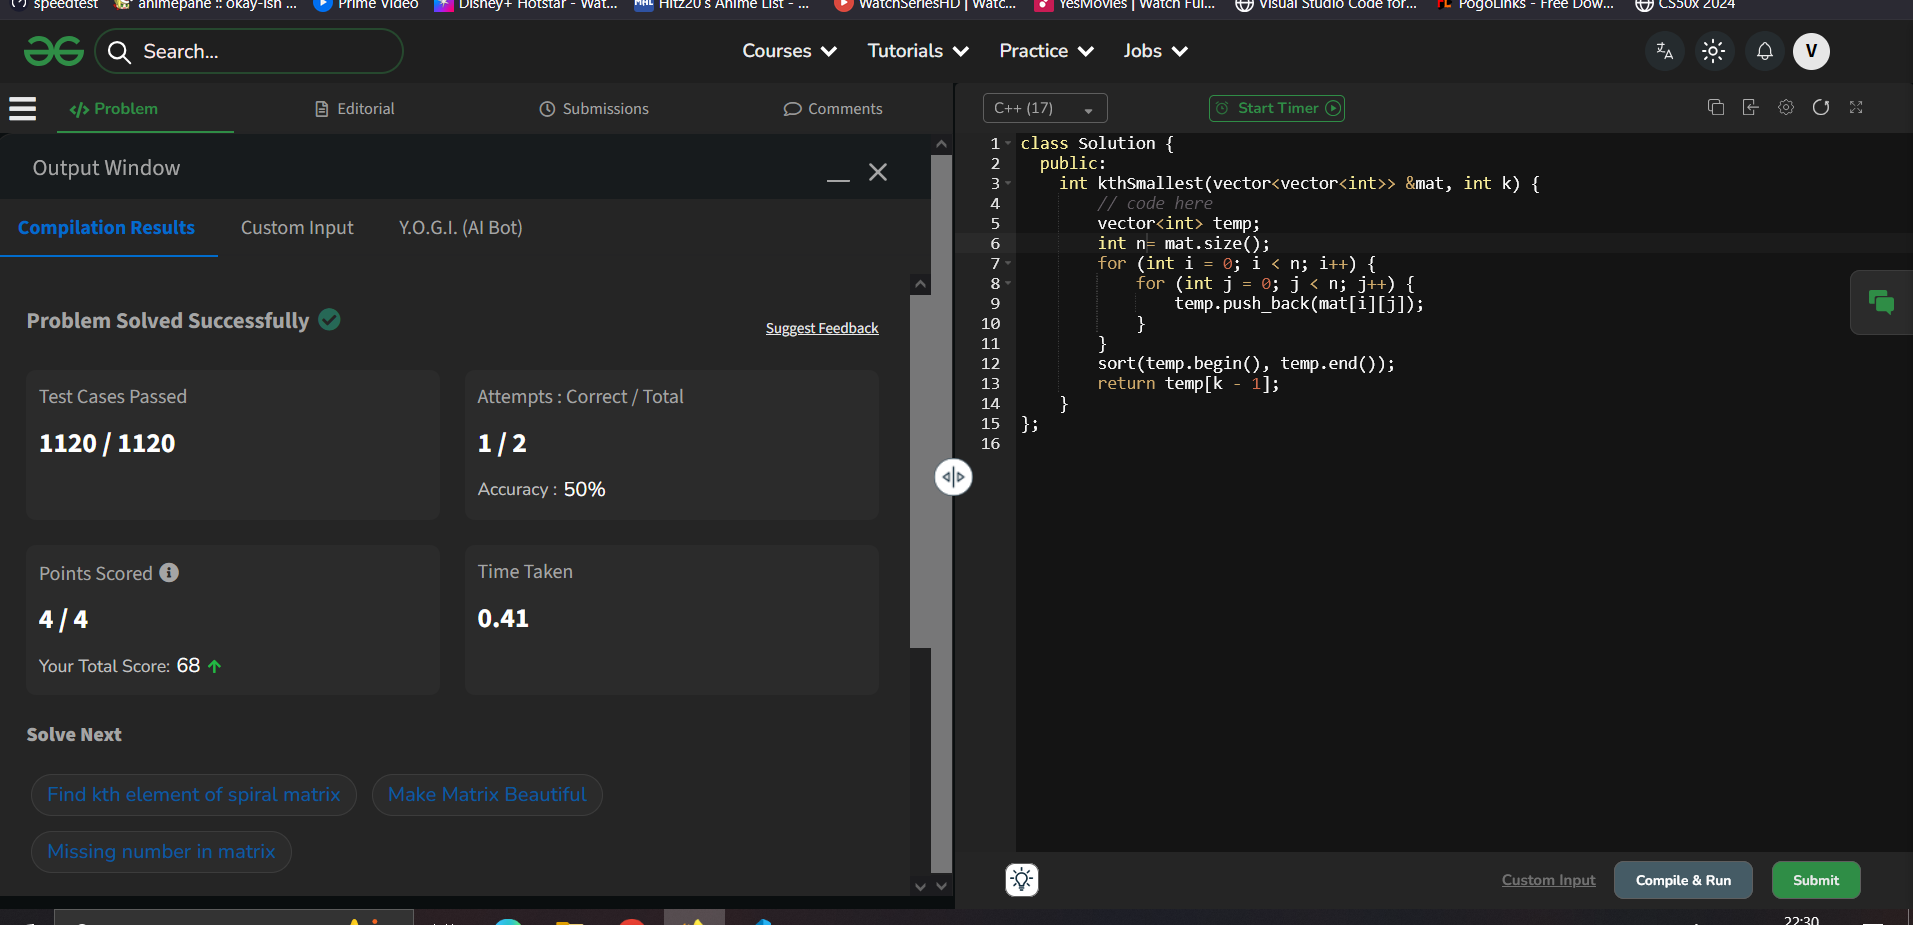 speedtest animepane :: okay-ish ... Prime Video Disney+ Hotstar - Wat... MAL Hitz20's Anime List - ... WatchSeriesHD | Watc... YesMovies | Watch Ful... Visual Studio Code for... PogoLinks - Free Dow... CS50x 2024
Search... Courses Tutorials Practice Jobs V
Problem Editorial Submissions Comments
Output Window
Compilation Results Custom Input Y.O.G.I. (AI Bot)
Problem Solved Successfully
Suggest Feedback
Test Cases Passed Attempts : Correct / Total
1120 / 1120 1 / 2
Accuracy : 50%
Points Scored Time Taken
4 / 4 0.41
Your Total Score: 68
Solve Next
Find kth element of spiral matrix Make Matrix Beautiful
Missing number in matrix
C++ (17) Start Timer
1 class Solution {
2 public:
3 int kthSmallest(vector<vector<int>> &mat, int k) {
4 // code here
5 vector<int> temp;
6 int n= mat.size();
7 for (int i = 0; i < n; i++) {
8 for (int j = 0; j < n; j++) {
9 temp.push_back(mat[i][j]);
10 }
11 }
12 sort(temp.begin(), temp.end());
13 return temp[k - 1];
14 }
15 };
16
Custom Input Compile & Run Submit
22:30